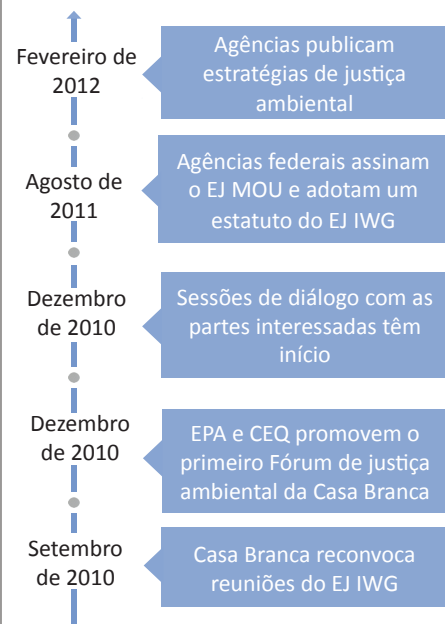 Fevereiro de
2012
Agências publicam
estratégias de justiça
ambiental
Agosto de
2011
Agências federais assinam
o EJ MOU e adotam um
estatuto do EJ IWG
Dezembro
de 2010
Sessões de diálogo com as
partes interessadas têm
início
Dezembro
de 2010
EPA e CEQ promovem o
primeiro Fórum de justiça
ambiental da Casa Branca
Setembro
de 2010
Casa Branca reconvoca
reuniões do EJ IWG